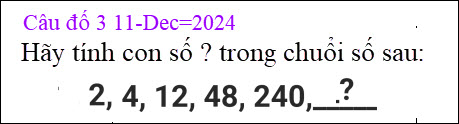 Câu đố 3 11-Dec=2024
Hãy tính con số ? trong chuổi số sau:
2, 4, 12, 48, 240,__.?__